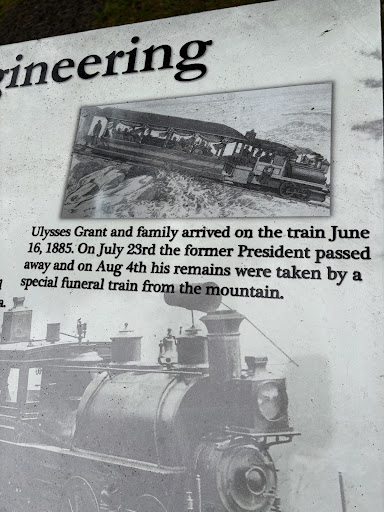 gineering
Ulysses Grant and family arrived on the train June
16, 1885. On July 23rd the former President passed
away and on Aug 4th his remains were taken by a
special funeral train from the mountain.